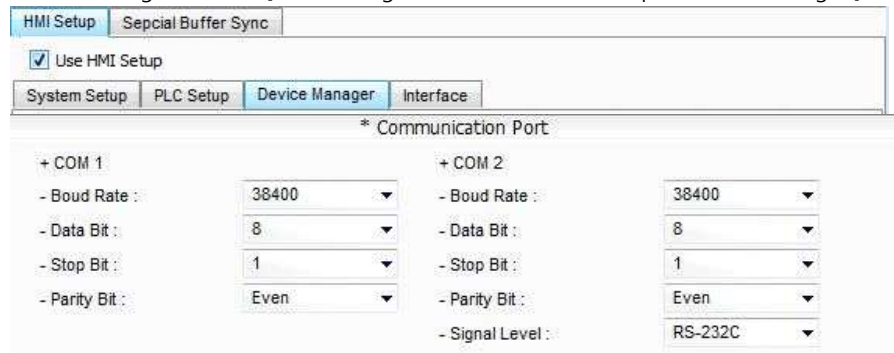 HMI Setup Sepcial Buffer Sync
Use HMI Setup
System Setup PLC Setup Device Manager Interface
* Communication Port
+ COM 1 + COM 2
- Boud Rate : 38400 - Boud Rate : 38400
- Data Bit : 8 - Data Bit : 8
- Stop Bit : 1 - Stop Bit : 1
- Parity Bit : Even - Parity Bit : Even
- Signal Level : RS-232C